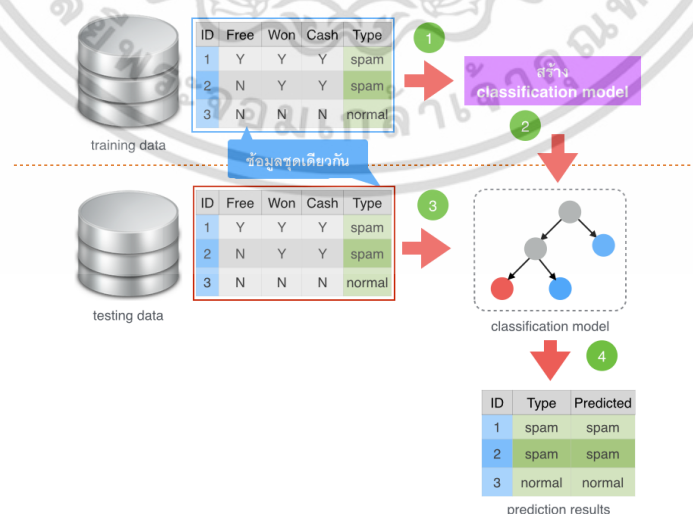 ID Free Won Cash Type
1 Y Y Y spam
2 N Y Y spam
3 N N N normal
training data
1
สร้าง
classification model
2
ข้อมูลชุดเดียวกัน
ID Free Won Cash Type
1 Y Y Y spam
2 N Y Y spam
3 N N N normal
testing data
3
classification model
4
ID Type Predicted
1 spam spam
2 spam spam
3 normal normal
prediction results